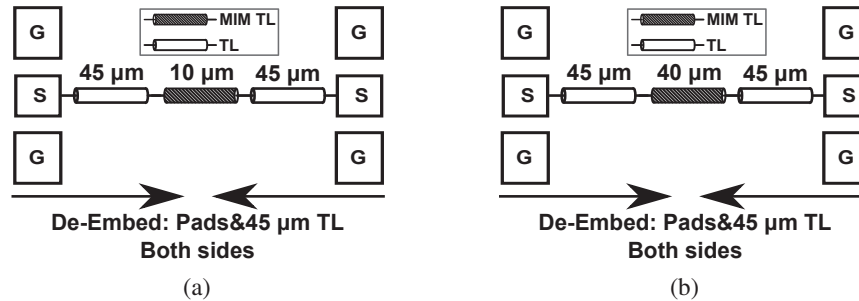 G
MIM TL
TL
G
45 µm 10 µm 45 µm
S
S
G
G
De-Embed: Pads&45 µm TL
Both sides
(a)
G
MIM TL
TL
G
45 µm 40 µm 45 µm
S
S
G
G
De-Embed: Pads&45 µm TL
Both sides
(b)